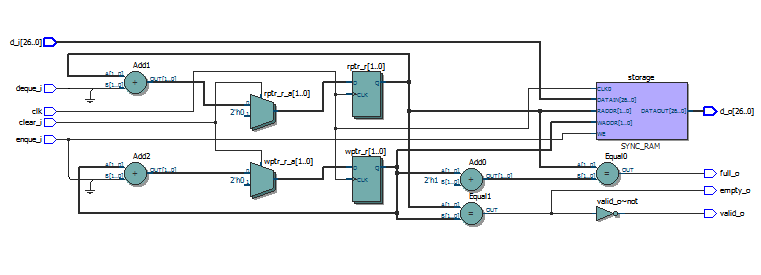 d_i[26..0]
deque_i
clk
clear_i
enque_i
Add1
A[1..0]
B[1..0]
OUT[1..0]
+
rptr_r_a[1..0]
0
2'h0
1
rptr_r[1..0]
D
Q
CLK
Add2
A[1..0]
B[1..0]
OUT[1..0]
+
wptr_r_a[1..0]
0
2'h0
1
wptr_r[1..0]
D
Q
CLK
Add0
A[1..0]
2'h1
B[1..0]
OUT[1..0]
+
Equal1
A[1..0]
B[1..0]
OUT
=
storage
CLK0
DATAIN[26..0]
RADDR[1..0]
DATAOUT[26..0]
WADDR[1..0]
WE
SYNC_RAM
Equal0
A[1..0]
B[1..0]
OUT
=
valid_o~not
d_o[26..0]
full_o
empty_o
valid_o